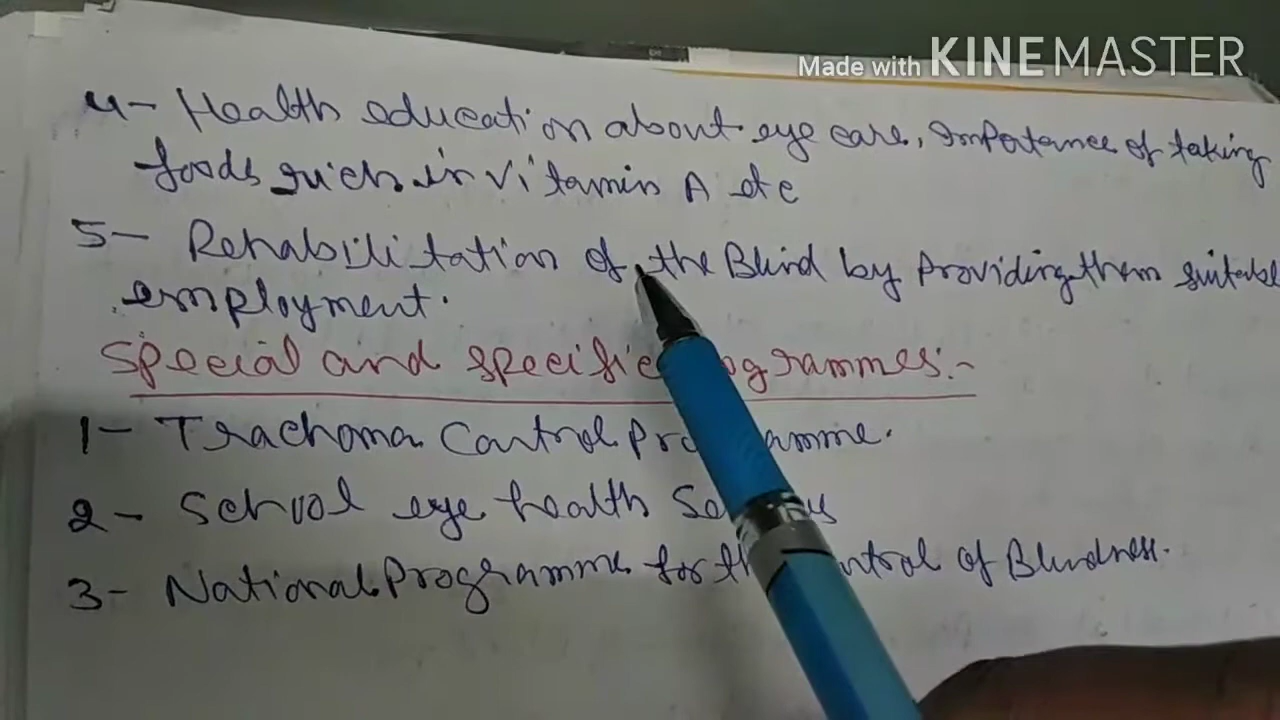 Made with KINEMASTER
4- Health education about eye care, Importance of taking
foods rich in Vitamin A etc
5- Rehabilitation of the Blind by Providing them suitable
employment.
Special and specific
1- Trachoma Control
2- School eye health
3- National Programme for of Blindness.